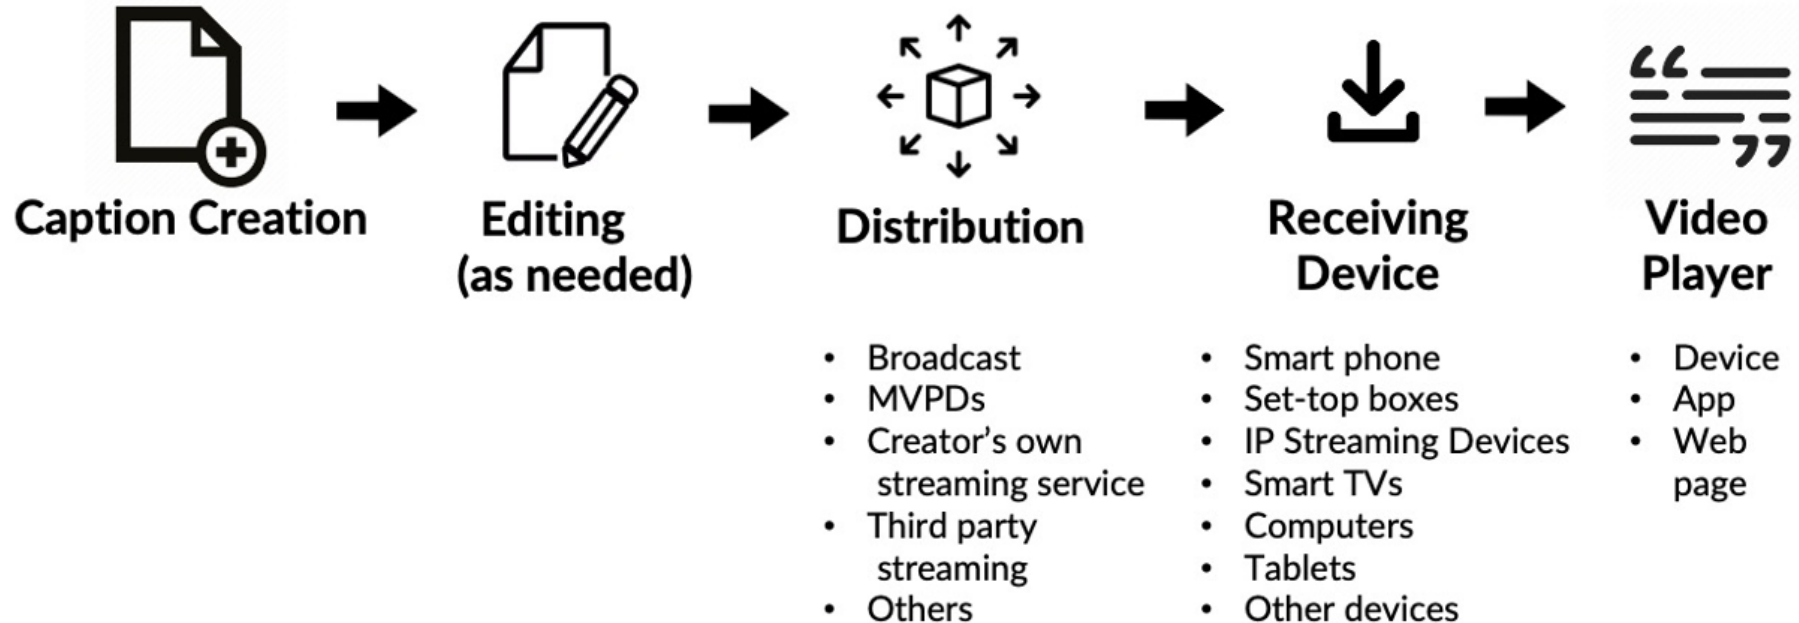 Caption Creation
Editing
(as needed)
Distribution
• Broadcast
• MVPDs
• Creator’s own
streaming service
• Third party
streaming
• Others
Receiving
Device
• Smart phone
• Set-top boxes
• IP Streaming Devices
• Smart TVs
• Computers
• Tablets
• Other devices
Video
Player
• Device
• App
• Web
page